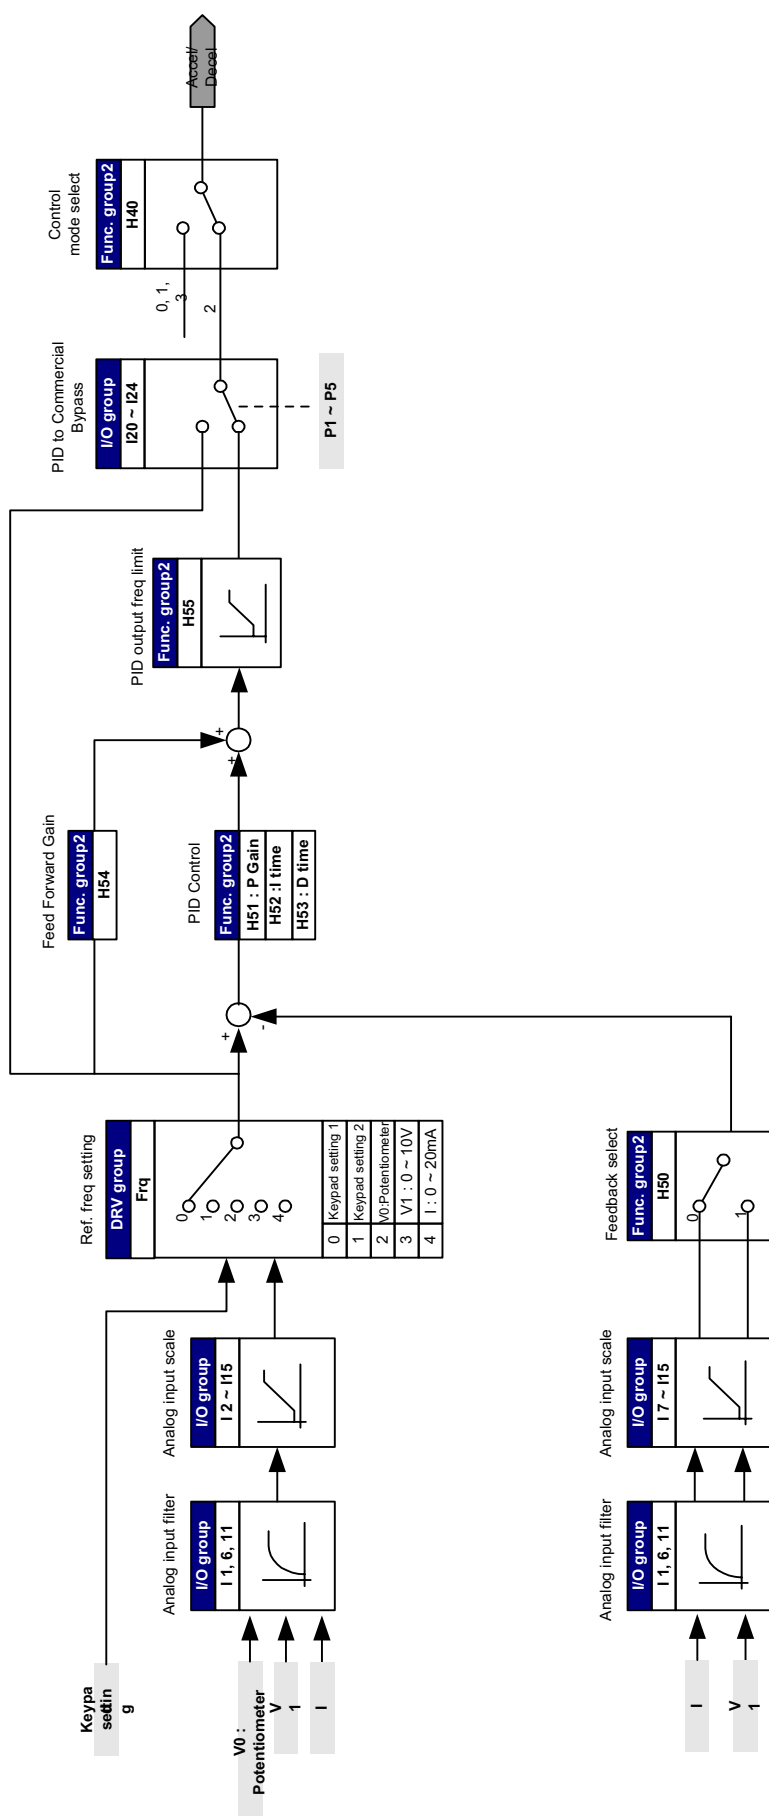 Keypa
settin
g
V0 :
Potentiometer
V
1
I
Analog input filter
I/O group
I 1, 6, 11
Analog input scale
I/O group
I 2 ~ I15
Ref. freq setting
DRV group
Frq
0
1
2
3
4
0 Keypad setting 1
1 Keypad setting 2
2 V0:Potentiometer
3 V1 : 0 ~ 10V
4 I : 0 ~ 20mA
I
V
1
Analog input filter
I/O group
I 1, 6, 11
Analog input scale
I/O group
I 7 ~ I15
Feedback select
Func. group2
H50
0
1
+
-
Feed Forward Gain
Func. group2
H54
PID Control
Func. group2
H51 : P Gain
H52 :I time
H53 : D time
+
+
PID output freq limit
Func. group2
H55
PID to Commercial
Bypass
I/O group
I20 ~ I24
P1 ~ P5
0, 1,
3
2
Control
mode select
Func. group2
H40
Accel/
Decel